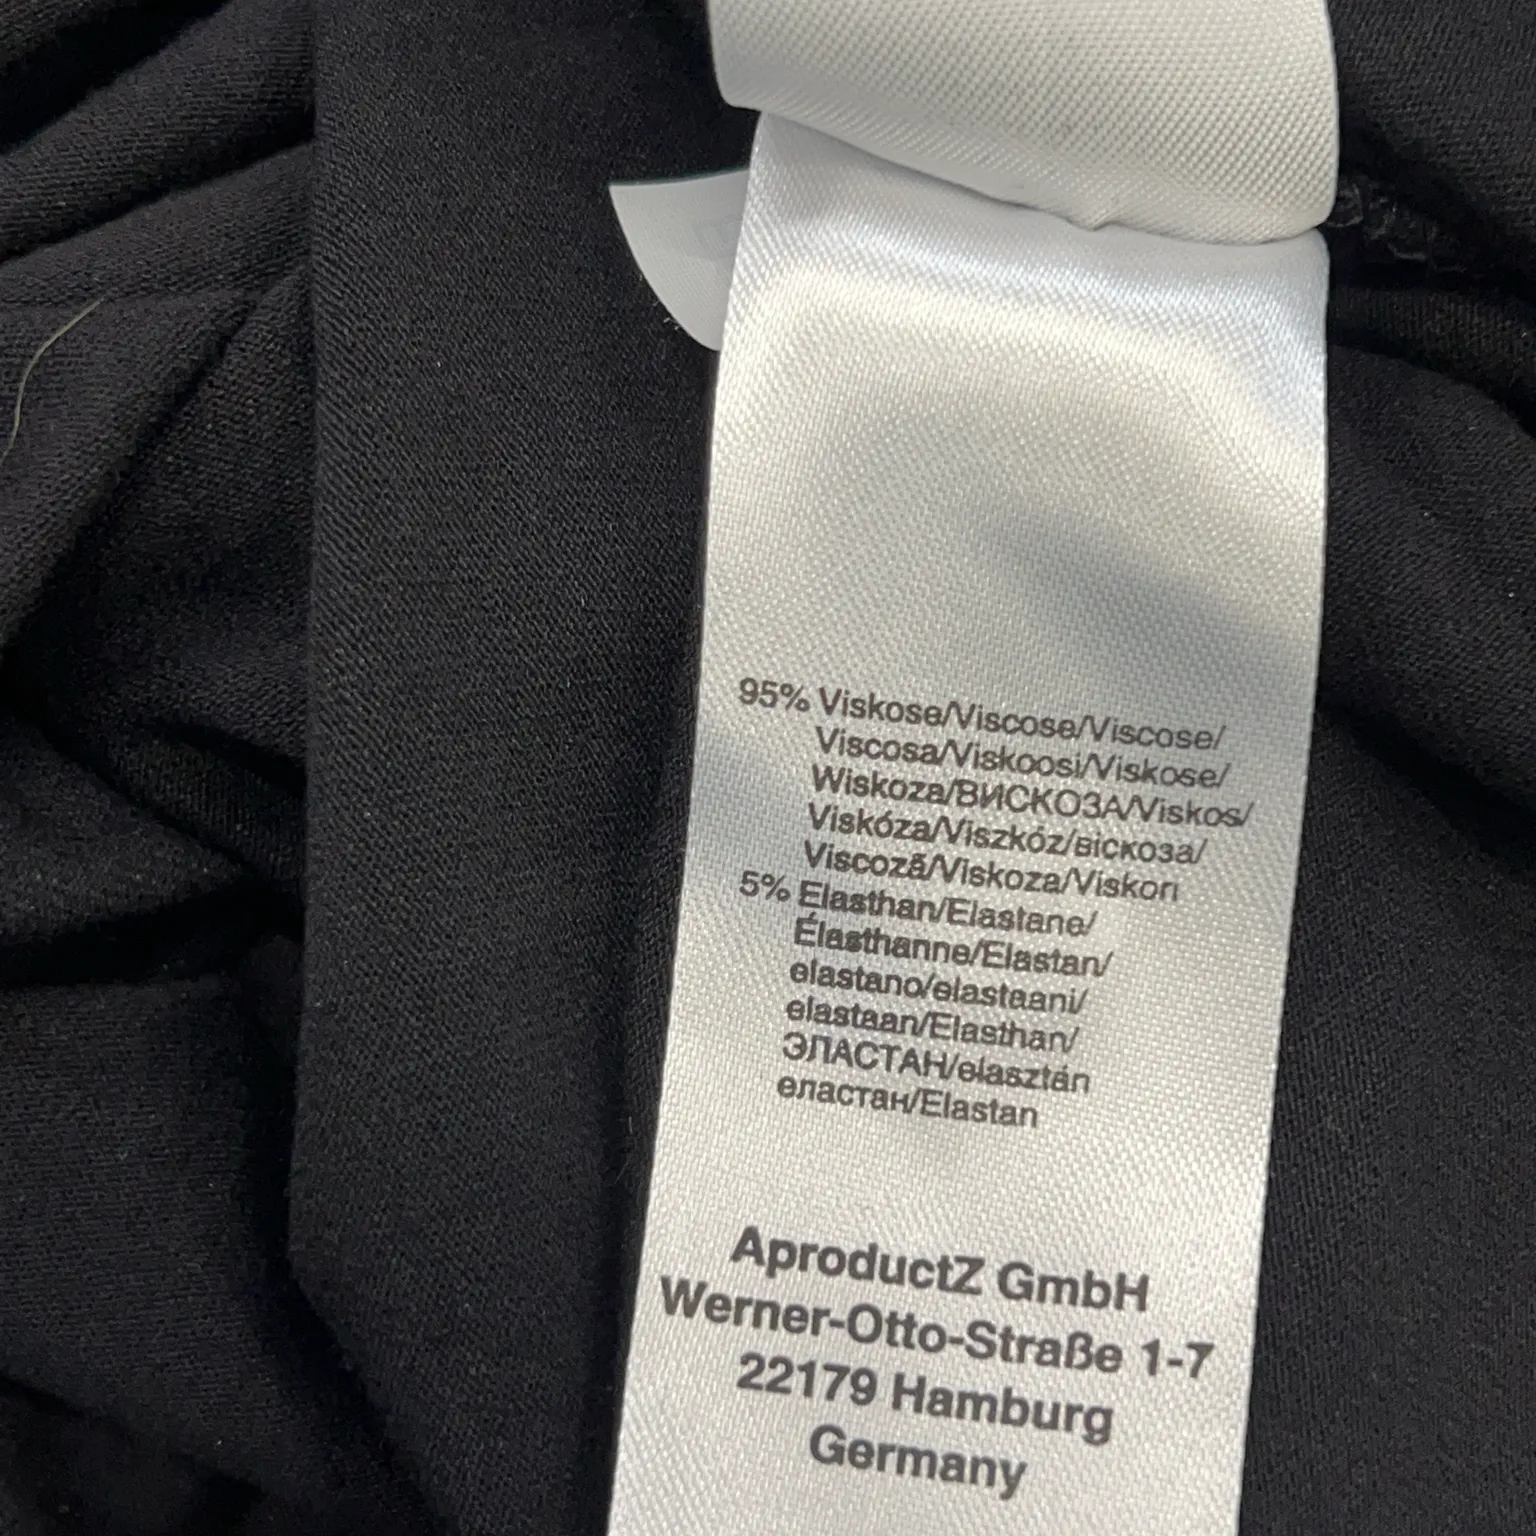 95% Viskose/Viscose/Viscose/
Viscosa/Viskoosi/Viskose/
Wiskoza/ВИСКОЗА/Viskos/
Viskóza/Viszkóz/віскоза/
Viscoză/Viskoza/Viskon
5% Elasthan/Elastane/
Élasthanne/Elastan/
elastano/elastaani/
elastaan/Elasthan/
ЭЛАСТАН/elasztán
еластан/Elastan
AproductZ GmbH
Werner-Otto-Straße 1-7
22179 Hamburg
Germany